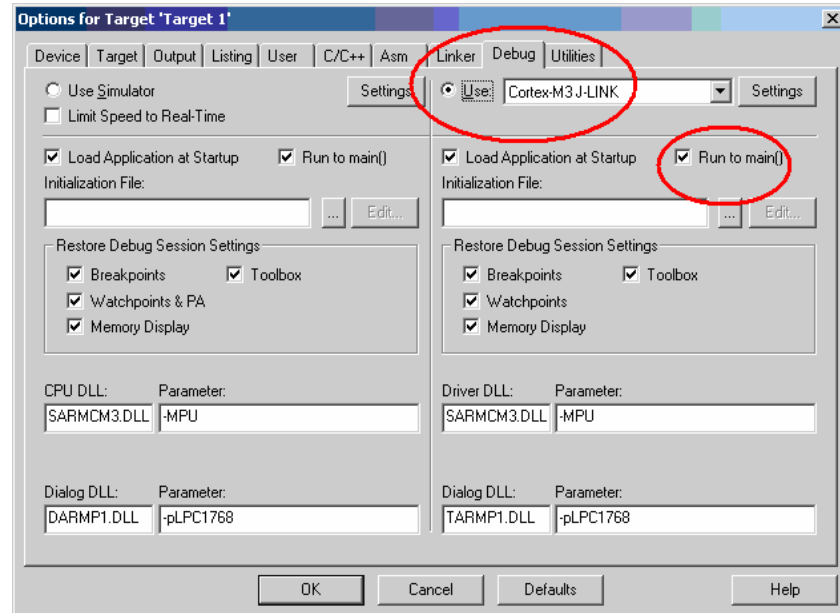 Options for Target 'Target 1'
Device Target Output Listing User C/C++ Asm Linker Debug Utilities
Use Simulator
Settings
Limit Speed to Real-Time
Use: Cortex-M3 J-LINK
Settings
Load Application at Startup
Run to main()
Initialization File:
...
Edit...
Restore Debug Session Settings
Breakpoints
Toolbox
Watchpoints & PA
Memory Display
CPU DLL:
Parameter:
SARMCM3.DLL
-MPU
Dialog DLL:
Parameter:
DARMP1.DLL
-pLPC1768
Load Application at Startup
Run to main()
Initialization File:
...
Edit...
Restore Debug Session Settings
Breakpoints
Toolbox
Watchpoints
Memory Display
Driver DLL:
Parameter:
SARMCM3.DLL
-MPU
Dialog DLL:
Parameter:
TARMP1.DLL
-pLPC1768
OK
Cancel
Defaults
Help